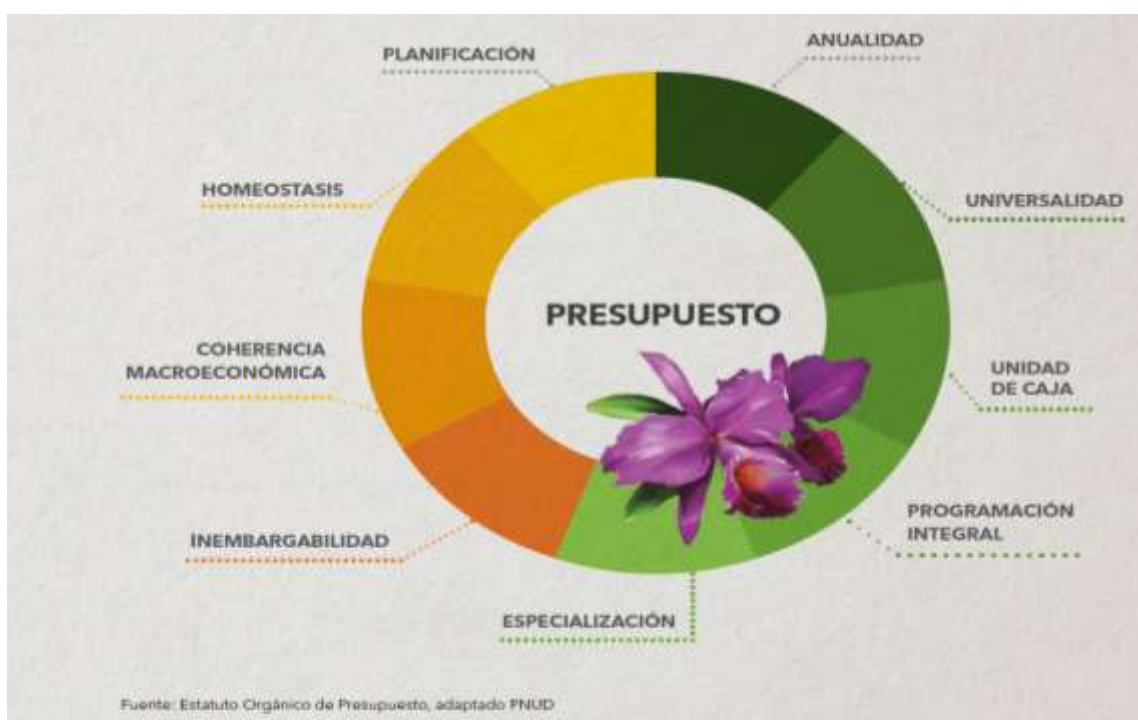 PLANIFICACIÓN
ANUALIDAD
HOMEOSTASIS
UNIVERSALIDAD
PRESUPUESTO
COHERENCIA
MACROECONÓMICA
UNIDAD
DE CAJA
INEMBARGABILIDAD
PROGRAMACIÓN
INTEGRAL
ESPECIALIZACIÓN
Fuente: Estatuto Orgánico de Presupuesto, adaptado PNUD